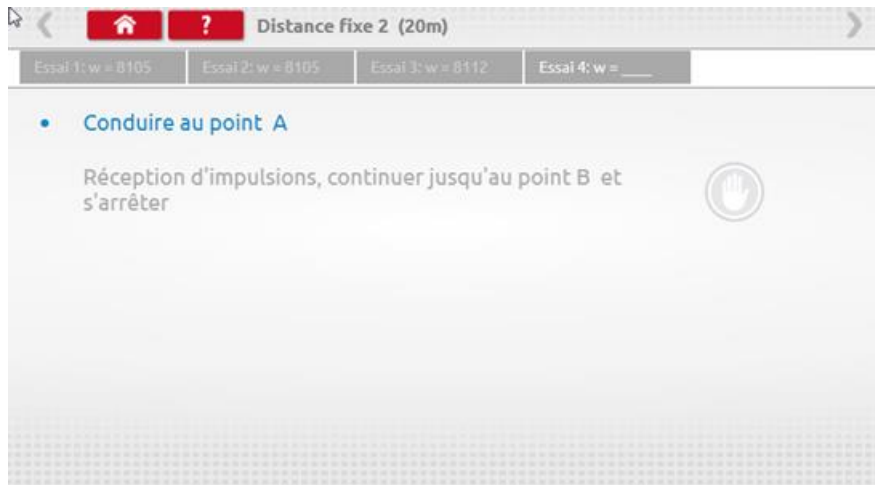 ? Distance fixe 2 (20m)
Essai 1: w = 8105 Essai 2: w = 8105 Essai 3: w = 8112 Essai 4: w = ____
• Conduire au point A
Réception d'impulsions, continuer jusqu'au point B et
s'arrêter